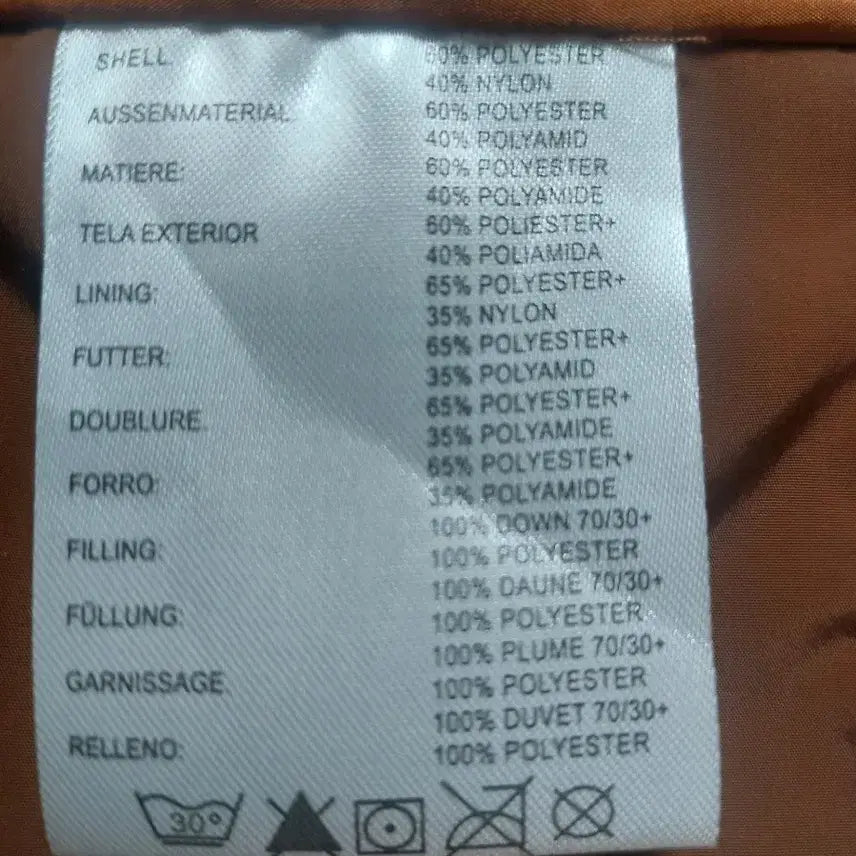 SHELL 60% POLYESTER
40% NYLON
AUSSENMATERIAL 60% POLYESTER
40% POLYAMID
MATIERE: 60% POLYESTER
40% POLYAMIDE
TELA EXTERIOR 60% POLIESTER+
40% POLIAMIDA
LINING: 65% POLYESTER+
35% NYLON
FUTTER: 65% POLYESTER+
35% POLYAMID
DOUBLURE 65% POLYESTER+
35% POLYAMIDE
FORRO: 65% POLYESTER+
35% POLYAMIDE
FILLING: 100% DOWN 70/30+
100% POLYESTER
FÜLLUNG: 100% DAUNE 70/30+
100% POLYESTER
GARNISSAGE 100% PLUME 70/30+
100% POLYESTER
RELLENO: 100% DUVET 70/30+
100% POLYESTER
30°